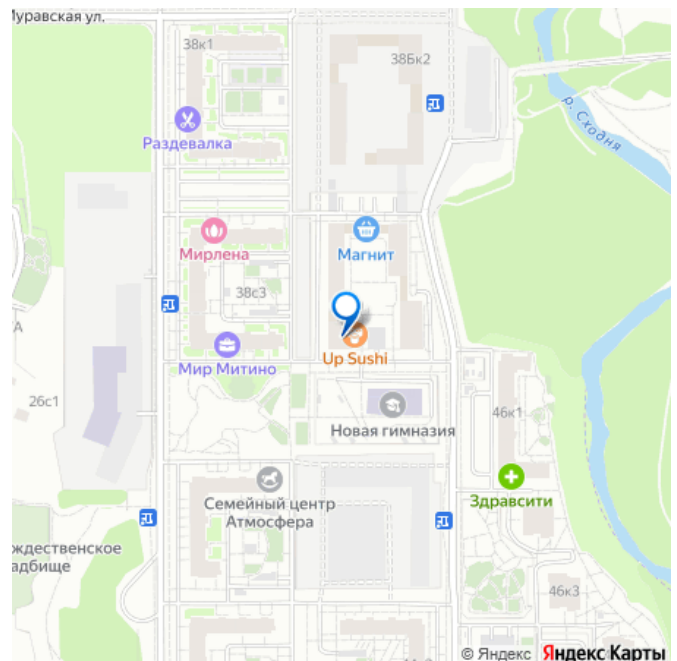 Муравская ул.
38к1
38Бк2
Раздевалка
р. Сходня
Мирлена
Магнит
38с3
Мир Митино
Up Sushi
26с1
Новая гимназия
46к1
Здравсити
Семейный центр
Атмосфера
ждественское
адбище
46к3
© Яндекс Яндекс Карты